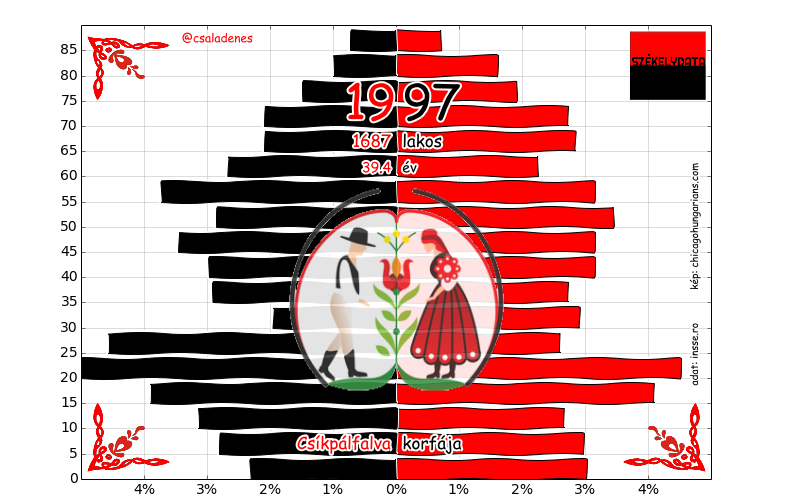 @csaladenes
SZÉKELYDATA
1997
1687 lakos
39.4 év
kép: chicagohungarians.com
adat: insse.ro
Csíkpálfalva korfája
85
80
75
70
65
60
55
50
45
40
35
30
25
20
15
10
5
0
4% 3% 2% 1% 0% 1% 2% 3% 4%